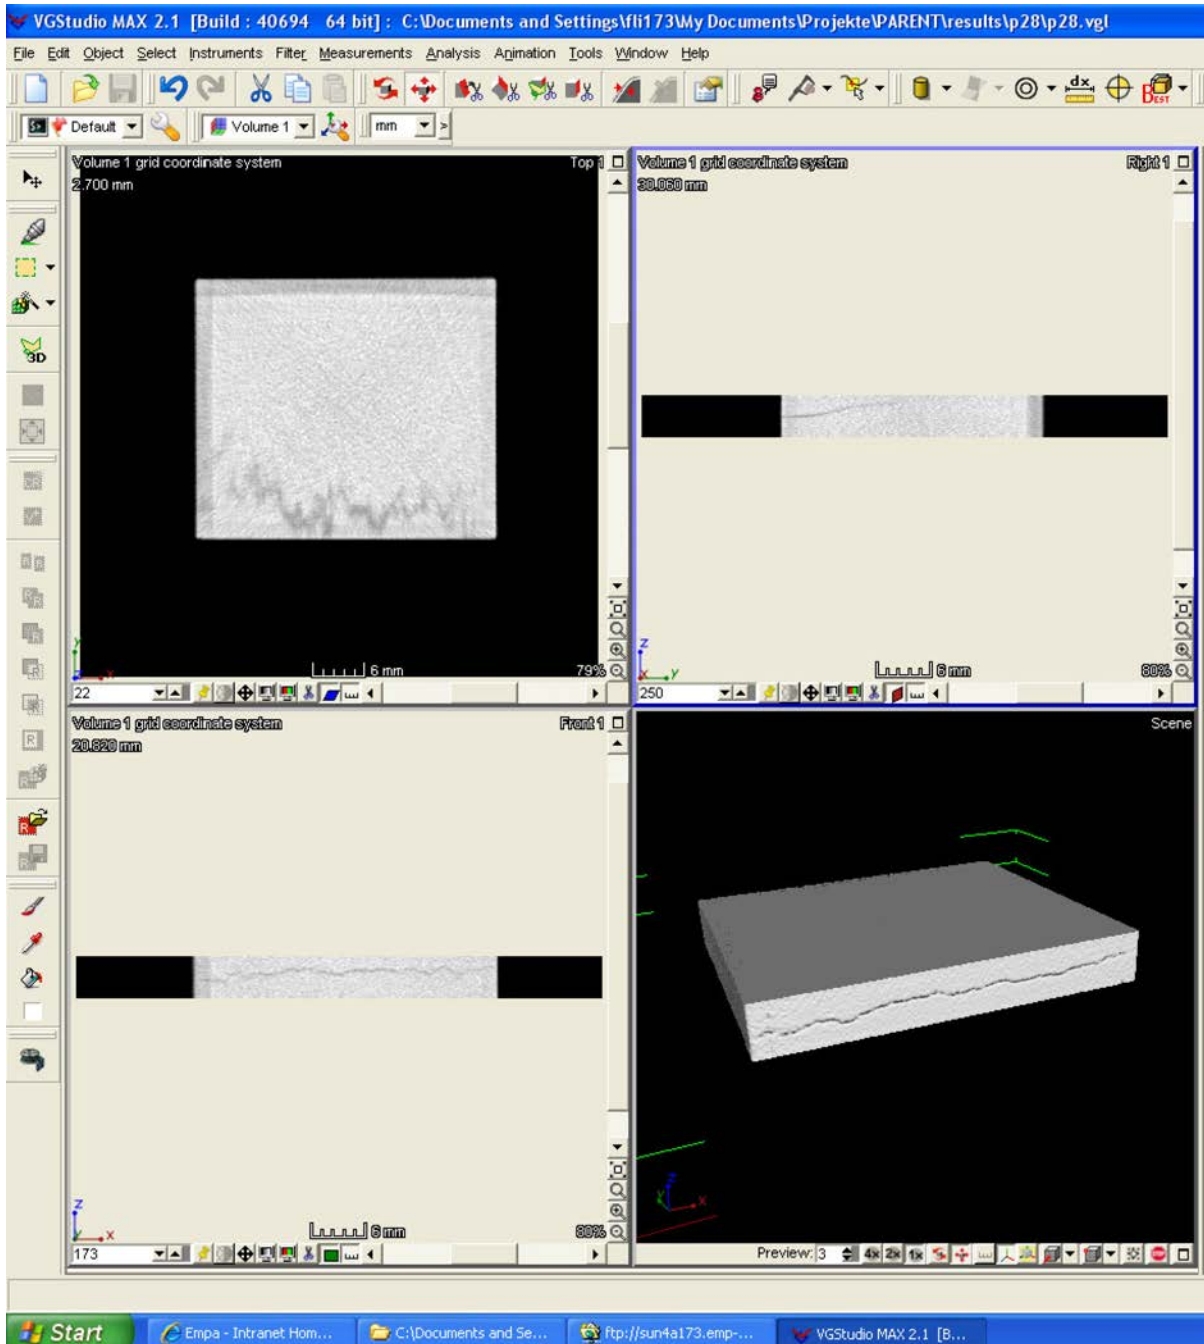 VGStudio MAX 2.1 [Build : 40694 64 bit] : C:\Documents and Settings\fli173\My Documents\Projekte\PARENT\results\p28\p28.vgl
File Edit Object Select Instruments Filter Measurements Analysis Animation Tools Window Help
dx
BEST
Default Volume 1 mm >
Volume 1 grid coordinate system Top 1
2.700 mm
y x
6 mm 79%
22
Volume 1 grid coordinate system Right 1
30.060 mm
z
x y
6 mm 80%
250
3D
CR
R
Volume 1 grid coordinate system Front 1
20.820 mm
z
y x
6 mm 80%
173
Scene
z
y x
Preview: 3 4x 2x 1x
Start Empa - Intranet Hom... C:\Documents and Se... ftp://sun4a173.emp-... VGStudio MAX 2.1 [B...